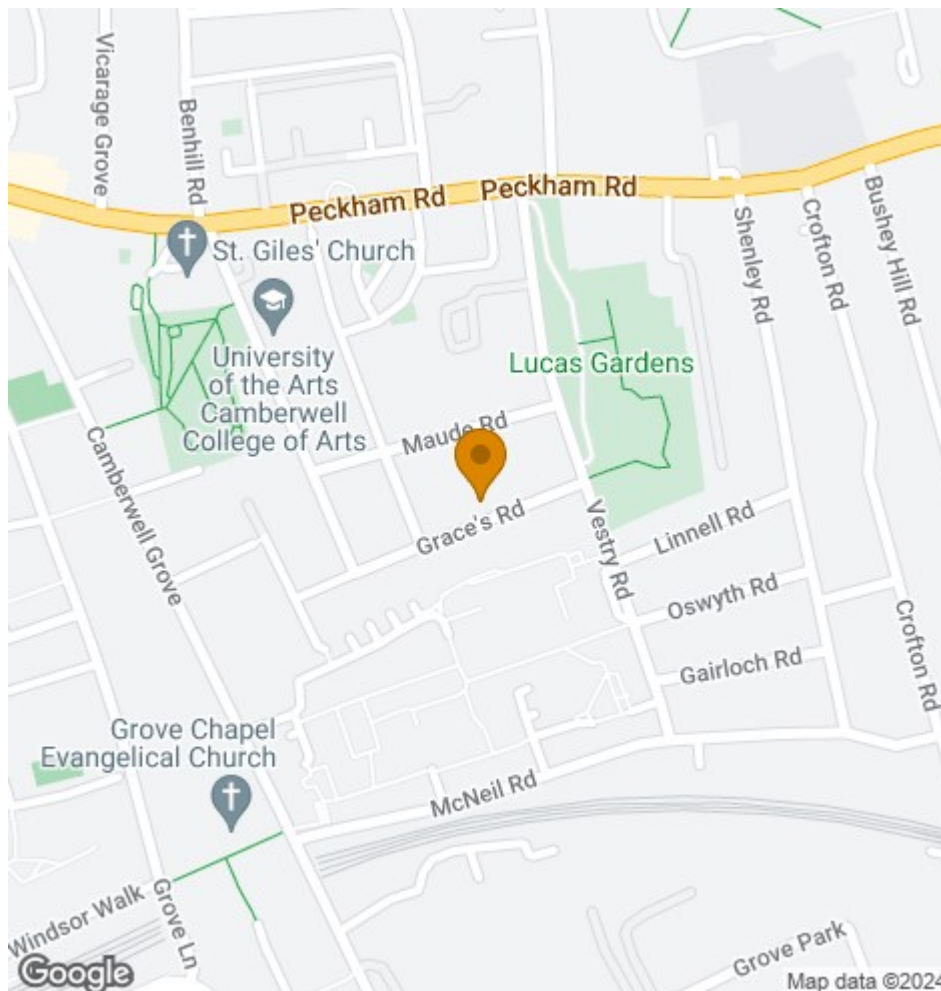 Vicarage Grove
Benhill Rd
Peckham Rd
Peckham Rd
Bushey Hill Rd
Crofton Rd
Shenley Rd
St. Giles' Church
University
of the Arts
Camberwell
College of Arts
Lucas Gardens
Maude Rd
Camberwell Grove
Grace's Rd
Vestry Rd
Linnell Rd
Oswyth Rd
Gairloch Rd
Crofton Rd
Grove Chapel
Evangelical Church
McNeil Rd
Windsor Walk
Grove Ln
Grove Park
Google
Map data ©2024